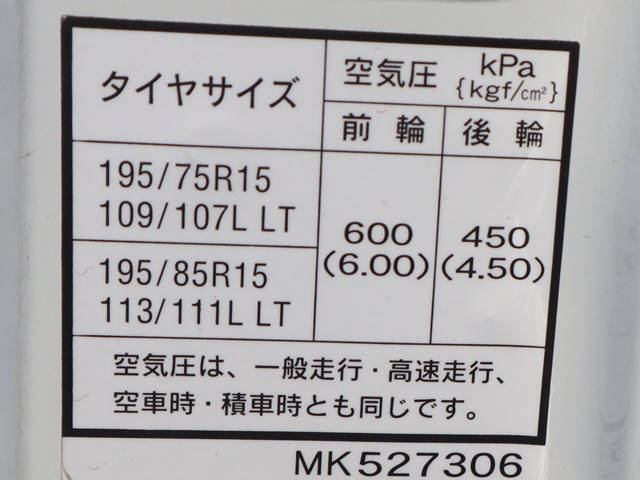 タイヤサイズ
空気圧 kPa
{kgf/cm²}
前輪 後輪
195/75R15
109/107L LT
600 450
(6.00) (4.50)
195/85R15
113/111L LT
空気圧は、一般走行・高速走行、
空車時・積車時とも同じです。
MK527306